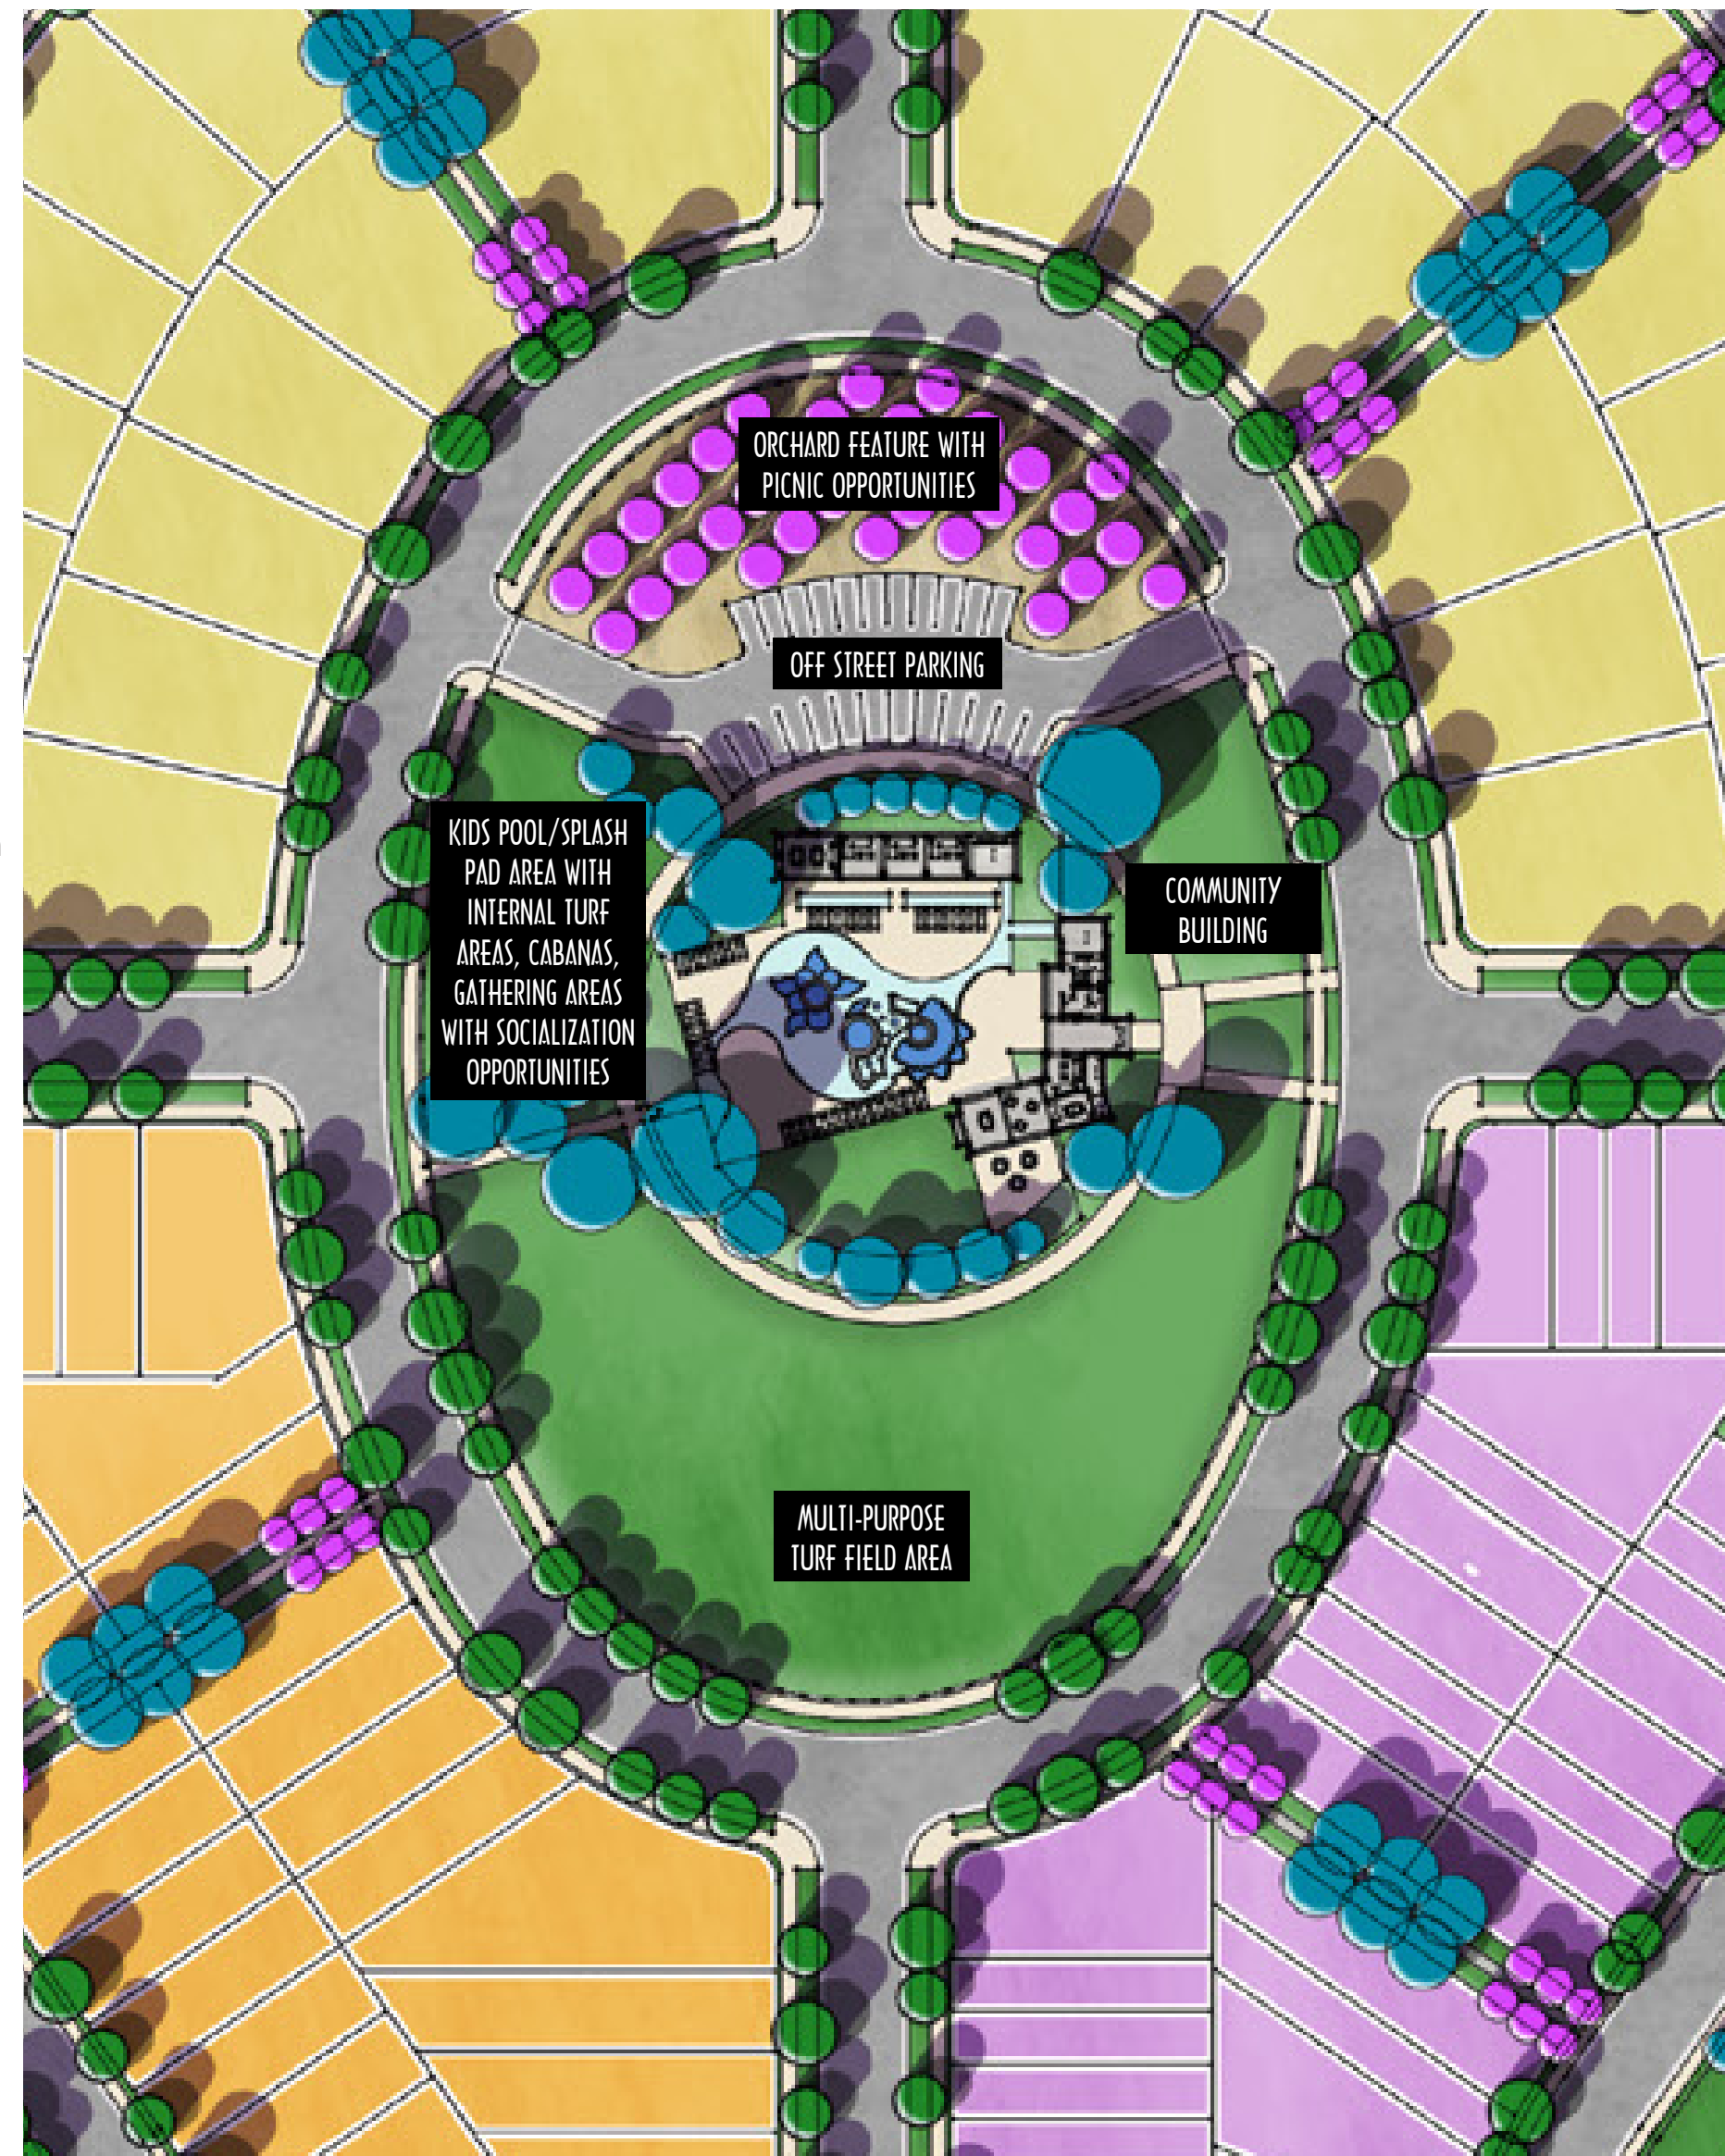 ORCHARD FEATURE WITH
PICNIC OPPORTUNITIES
OFF STREET PARKING
KIDS POOL/SPLASH
PAD AREA WITH
INTERNAL TURF
AREAS, CABANAS,
GATHERING AREAS
WITH SOCIALIZATION
OPPORTUNITIES
COMMUNITY
BUILDING
MULTI-PURPOSE
TURF FIELD AREA